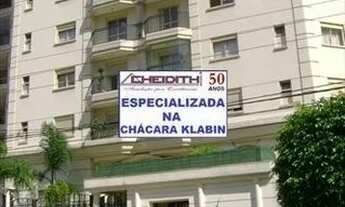 CHEIDITH 50
ANOS
ESPECIALIZADA
NA
CHÁCARA KLABIN